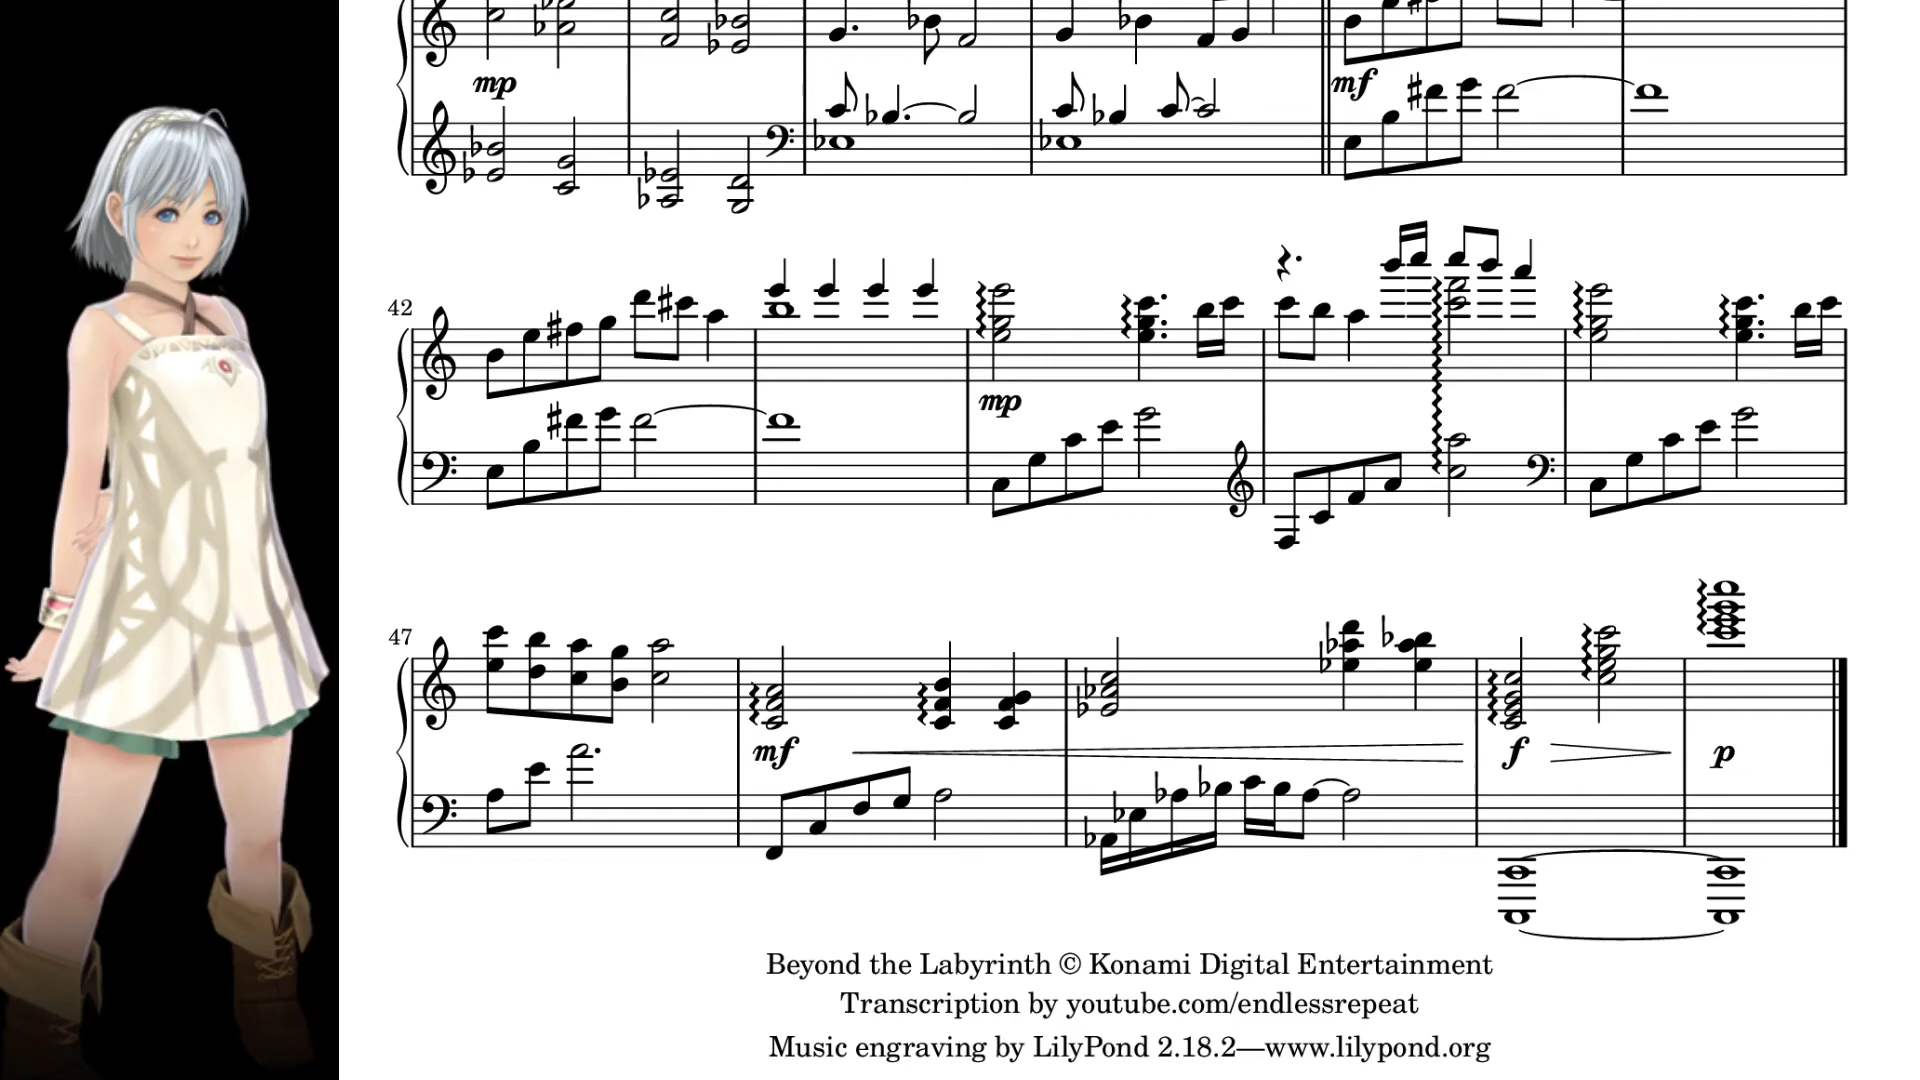 mp
mf
42
mp
47
mf
f
p
Beyond the Labyrinth © Konami Digital Entertainment
Transcription by youtube.com/endlessrepeat
Music engraving by LilyPond 2.18.2—www.lilypond.org